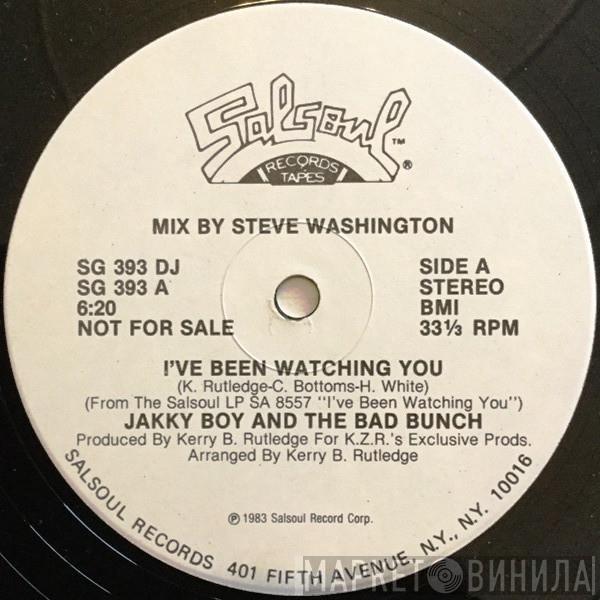 Salsoul ™
RECORDS
TAPES ®
MIX BY STEVE WASHINGTON
SG 393 DJ
SG 393 A
6:20
NOT FOR SALE
SIDE A
STEREO
BMI
33⅓ RPM
I'VE BEEN WATCHING YOU
(K. Rutledge-C. Bottoms-H. White)
(From The Salsoul LP SA 8557 "I've Been Watching You")
JAKKY BOY AND THE BAD BUNCH
Produced By Kerry B. Rutledge For K.Z.R.'s Exclusive Prods.
Arranged By Kerry B. Rutledge
℗ 1983 Salsoul Record Corp.
SALSOUL RECORDS 401 FIFTH AVENUE, N.Y., N.Y. 10016
МАРКЕТ ВИНИЛА